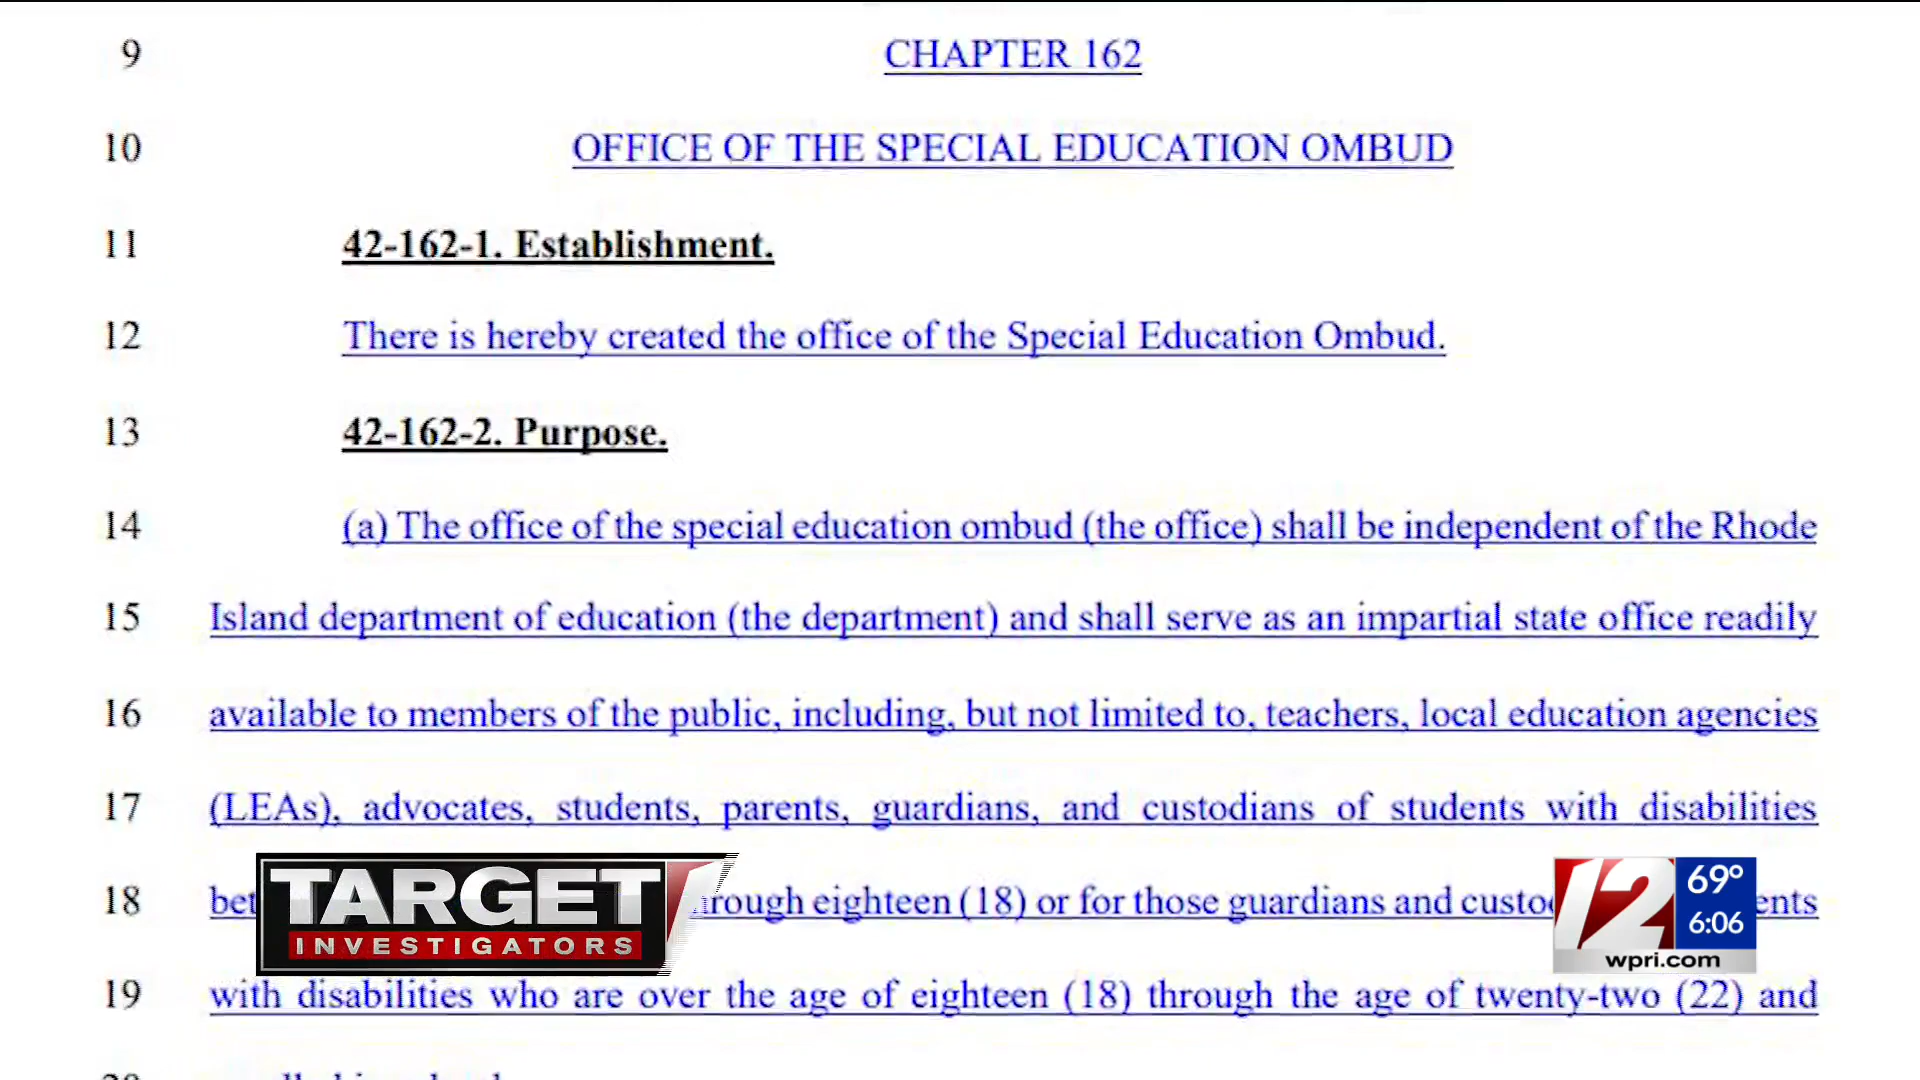 9 CHAPTER 162
10 OFFICE OF THE SPECIAL EDUCATION OMBUD
11 42-162-1. Establishment.
12 There is hereby created the office of the Special Education Ombud.
13 42-162-2. Purpose.
14 (a) The office of the special education ombud (the office) shall be independent of the Rhode
15 Island department of education (the department) and shall serve as an impartial state office readily
16 available to members of the public, including, but not limited to, teachers, local education agencies
17 (LEAs), advocates, students, parents, guardians, and custodians of students with disabilities
18 eighteen (18) or for those guardians and
19 with disabilities who are over the age of eighteen (18) through the age of twenty-two (22) and
TARGET
INVESTIGATORS
12
69°
6:06
wpri.com